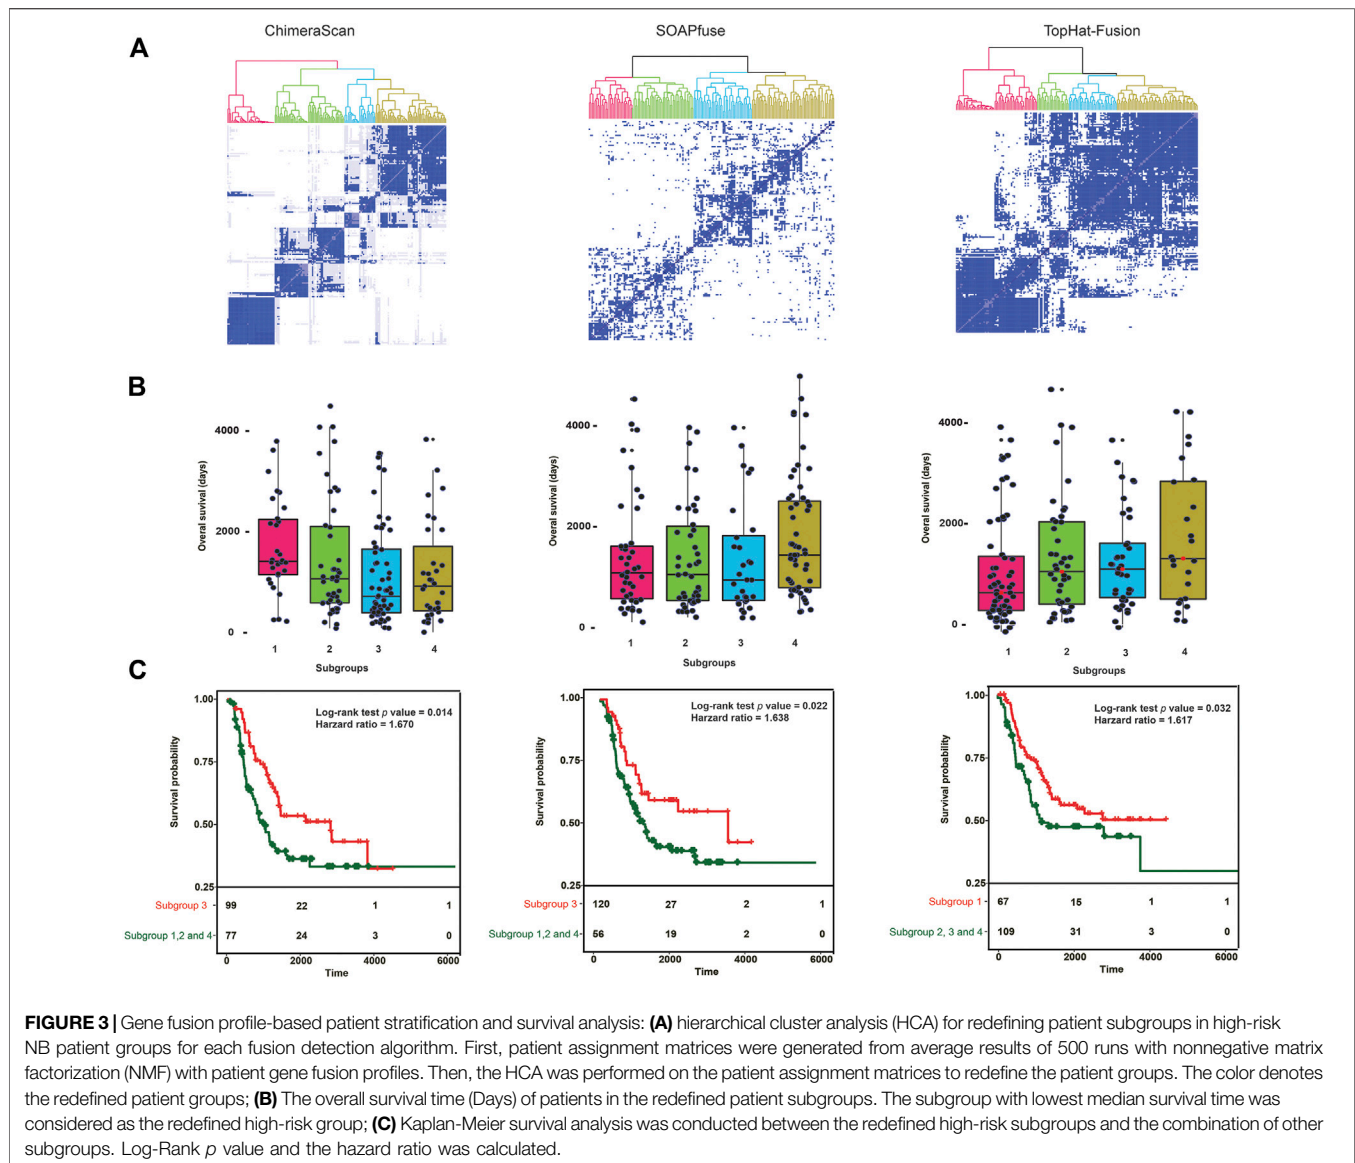 ChimeraScan
SOAPfuse
TopHat-Fusion
A
B
Overal suvival (days)
4000 -
2000 -
0 -
1 2 3 4
Subgroups
Overal suvival (days)
4000 -
2000 -
0 -
1 2 3 4
Subgroups
Overal suvival (days)
4000 -
2000 -
0 -
1 2 3 4
Subgroups
C
Survival probability
1.00
0.75
0.50
0.25
Log-rank test p value = 0.014
Harzard ratio = 1.670
Subgroup 3 99 22 1 1
Subgroup 1,2 and 4 77 24 3 0
0 2000 4000 6000
Time
Survival probability
1.00
0.75
0.50
0.25
Log-rank test p value = 0.022
Harzard ratio = 1.638
Subgroup 3 120 27 2 1
Subgroup 1,2 and 4 56 19 2 0
0 2000 4000 6000
Time
Survival probability
1.00
0.75
0.50
0.25
Log-rank test p value = 0.032
Harzard ratio = 1.617
Subgroup 1 67 15 1 1
Subgroup 2, 3 and 4 109 31 3 0
0 2000 4000 6000
Time
FIGURE 3 | Gene fusion profile-based patient stratification and survival analysis: (A) hierarchical cluster analysis (HCA) for redefining patient subgroups in high-risk
NB patient groups for each fusion detection algorithm. First, patient assignment matrices were generated from average results of 500 runs with nonnegative matrix
factorization (NMF) with patient gene fusion profiles. Then, the HCA was performed on the patient assignment matrices to redefine the patient groups. The color denotes
the redefined patient groups; (B) The overall survival time (Days) of patients in the redefined patient subgroups. The subgroup with lowest median survival time was
considered as the redefined high-risk group; (C) Kaplan-Meier survival analysis was conducted between the redefined high-risk subgroups and the combination of other
subgroups. Log-Rank p value and the hazard ratio was calculated.